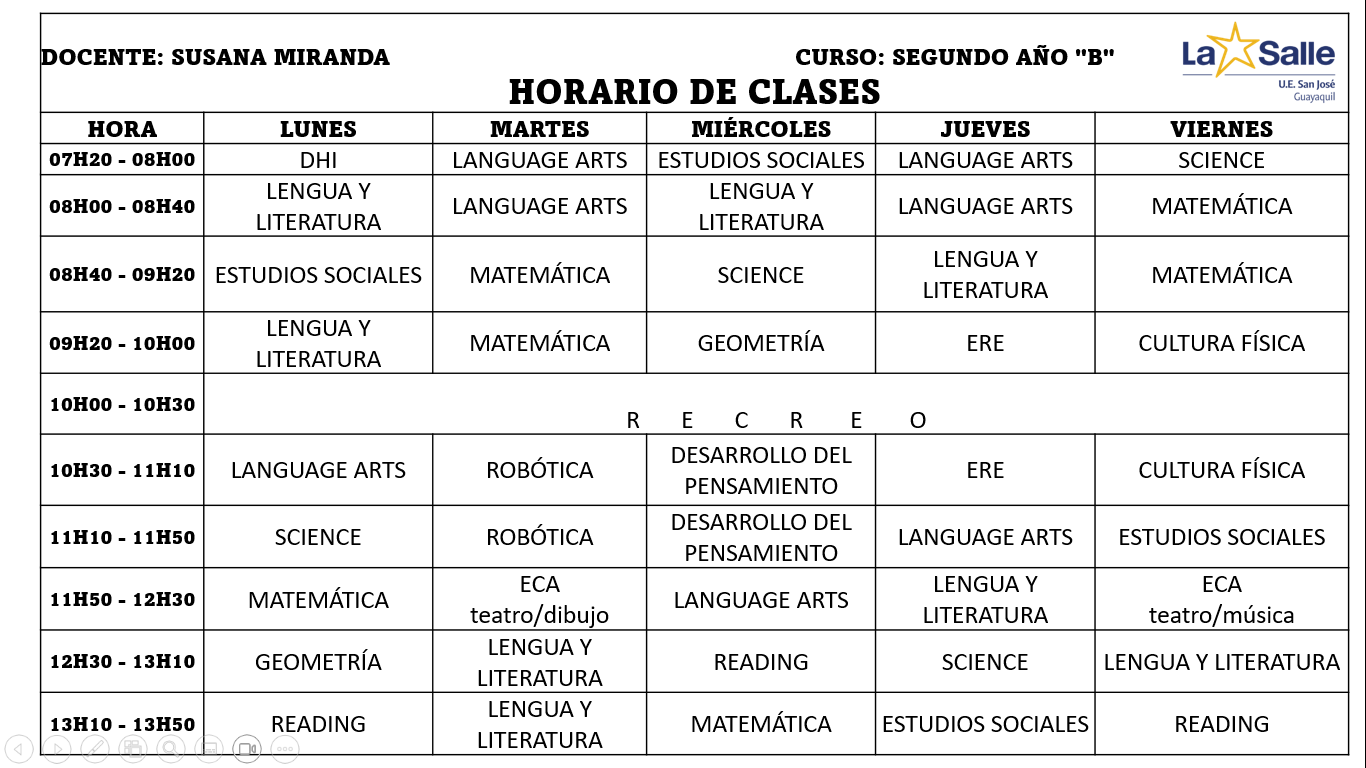 DOCENTE: SUSANA MIRANDA CURSO: SEGUNDO AÑO "B"
La Salle
U.E. San José
Guayaquil
HORARIO DE CLASES
HORA LUNES MARTES MIÉRCOLES JUEVES VIERNES
07H20 - 08H00 DHI LANGUAGE ARTS ESTUDIOS SOCIALES LANGUAGE ARTS SCIENCE
08H00 - 08H40 LENGUA Y LITERATURA LANGUAGE ARTS LENGUA Y LITERATURA LANGUAGE ARTS MATEMÁTICA
08H40 - 09H20 ESTUDIOS SOCIALES MATEMÁTICA SCIENCE LENGUA Y LITERATURA MATEMÁTICA
09H20 - 10H00 LENGUA Y LITERATURA MATEMÁTICA GEOMETRÍA ERE CULTURA FÍSICA
10H00 - 10H30 R E C R E O
10H30 - 11H10 LANGUAGE ARTS ROBÓTICA DESARROLLO DEL PENSAMIENTO ERE CULTURA FÍSICA
11H10 - 11H50 SCIENCE ROBÓTICA DESARROLLO DEL PENSAMIENTO LANGUAGE ARTS ESTUDIOS SOCIALES
11H50 - 12H30 MATEMÁTICA ECA teatro/dibujo LANGUAGE ARTS LENGUA Y LITERATURA ECA teatro/música
12H30 - 13H10 GEOMETRÍA LENGUA Y LITERATURA READING SCIENCE LENGUA Y LITERATURA
13H10 - 13H50 READING LENGUA Y LITERATURA MATEMÁTICA ESTUDIOS SOCIALES READING